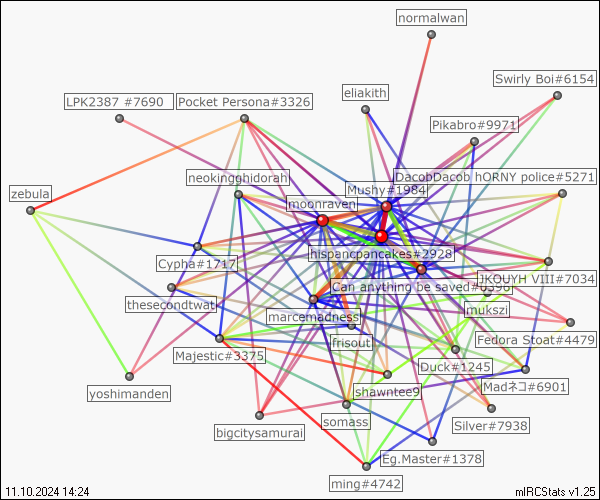 normalwan
Swirly Boi#6154
eliakith
LPK2387 #7690
Pocket Persona#3326
Pikabro#9971
neokingghidorah
DacobDacob hORNY police#5271
Mushy#1984
zebula
moonraven
hispancpancakes#2928
Cypha#1717
JKOUYH VIII#7034
Can anything be saved
mukszi
thesecondtwat
marcemadness
Fedora Stoat#4479
frisout
Majestic#3375
Duck#1245
Madネコ#6901
yoshimanden
shawntee9
somass
Silver#7938
bigcitysamurai
Eg.Master#1378
ming#4742
11.10.2024 14:24
mIRCStats v1.25